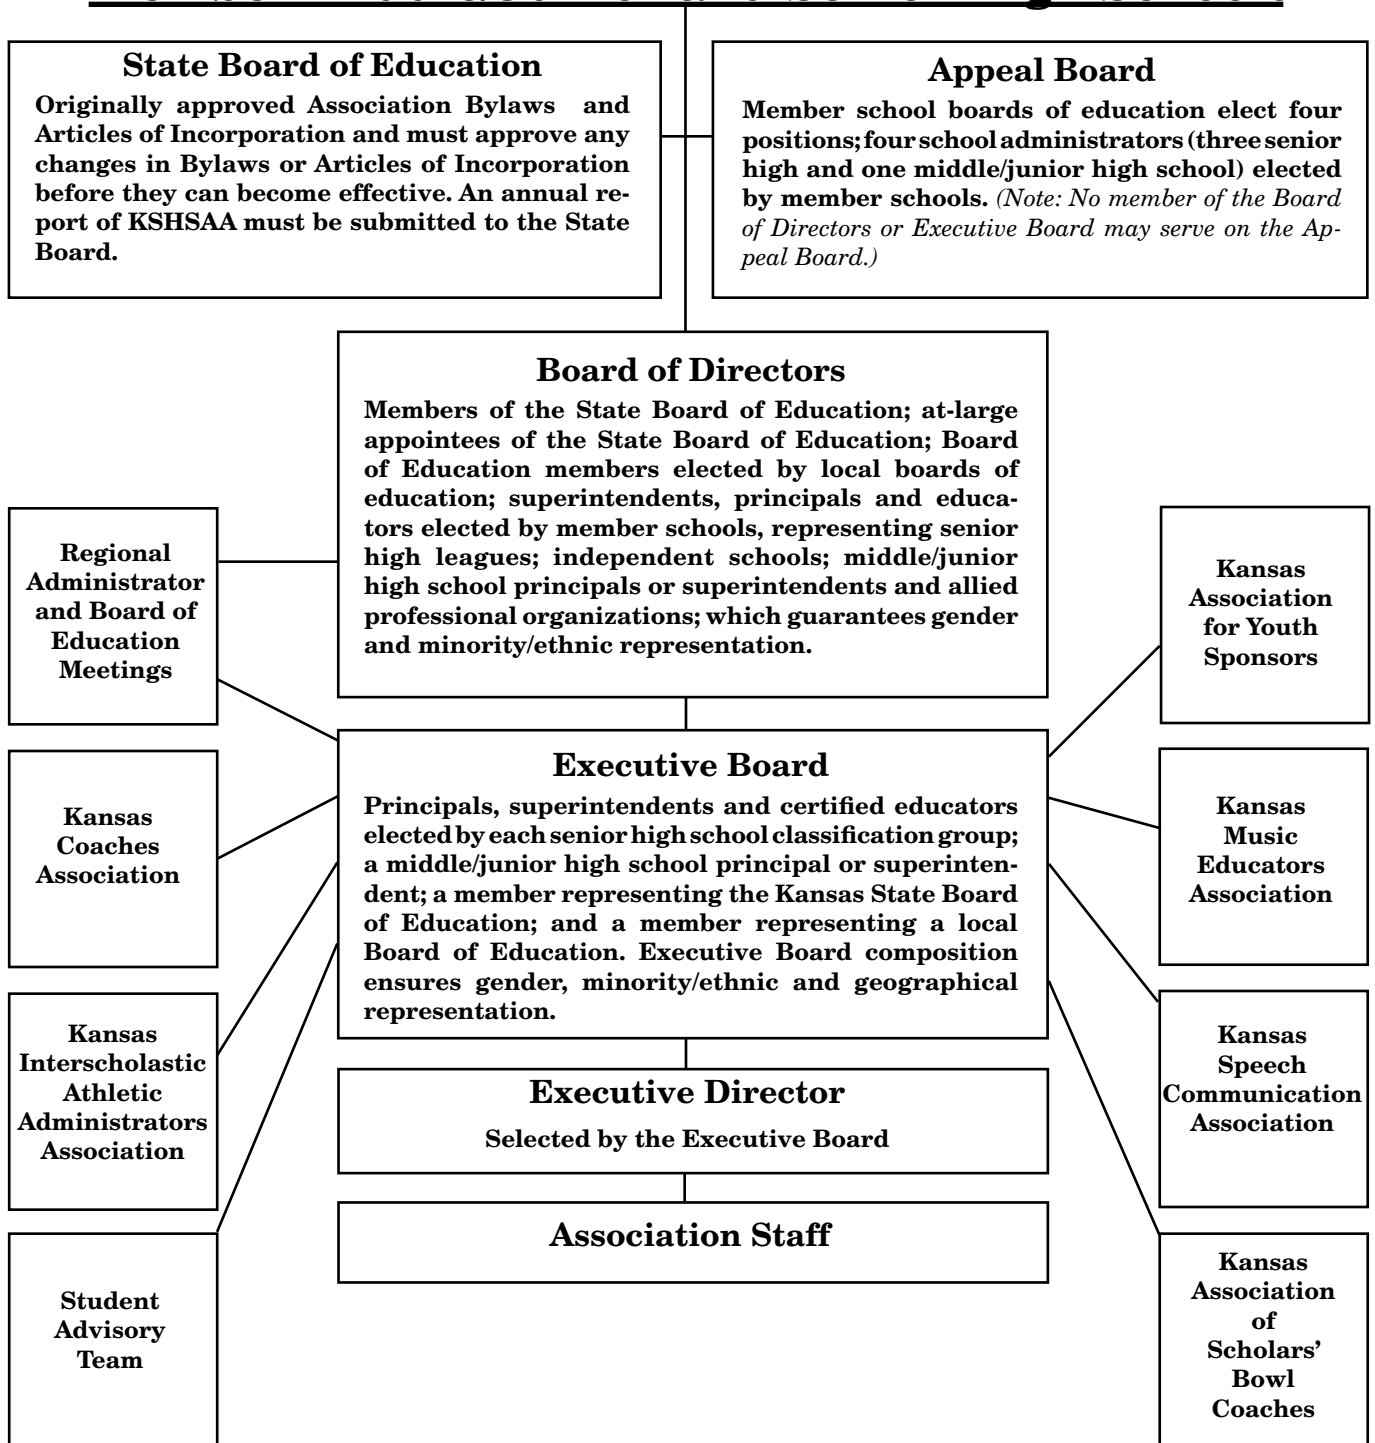 State Board of Education
Originally approved Association Bylaws and
Articles of Incorporation and must approve any
changes in Bylaws or Articles of Incorporation
before they can become effective. An annual re-
port of KSHSAA must be submitted to the State
Board.
Appeal Board
Member school boards of education elect four
positions; four school administrators (three senior
high and one middle/junior high school) elected
by member schools. (Note: No member of the Board
of Directors or Executive Board may serve on the Ap-
peal Board.)
Board of Directors
Members of the State Board of Education; at-large
appointees of the State Board of Education; Board
of Education members elected by local boards of
education; superintendents, principals and educa-
tors elected by member schools, representing senior
high leagues; independent schools; middle/junior
high school principals or superintendents and allied
professional organizations; which guarantees gender
and minority/ethnic representation.
Regional
Administrator
and Board of
Education
Meetings
Kansas
Association
for Youth
Sponsors
Executive Board
Principals, superintendents and certified educators
elected by each senior high school classification group;
a middle/junior high school principal or superinten-
dent; a member representing the Kansas State Board
of Education; and a member representing a local
Board of Education. Executive Board composition
ensures gender, minority/ethnic and geographical
representation.
Kansas
Coaches
Association
Kansas
Music
Educators
Association
Kansas
Interscholastic
Athletic
Administrators
Association
Kansas
Speech
Communication
Association
Executive Director
Selected by the Executive Board
Association Staff
Student
Advisory
Team
Kansas
Association
of
Scholars'
Bowl
Coaches